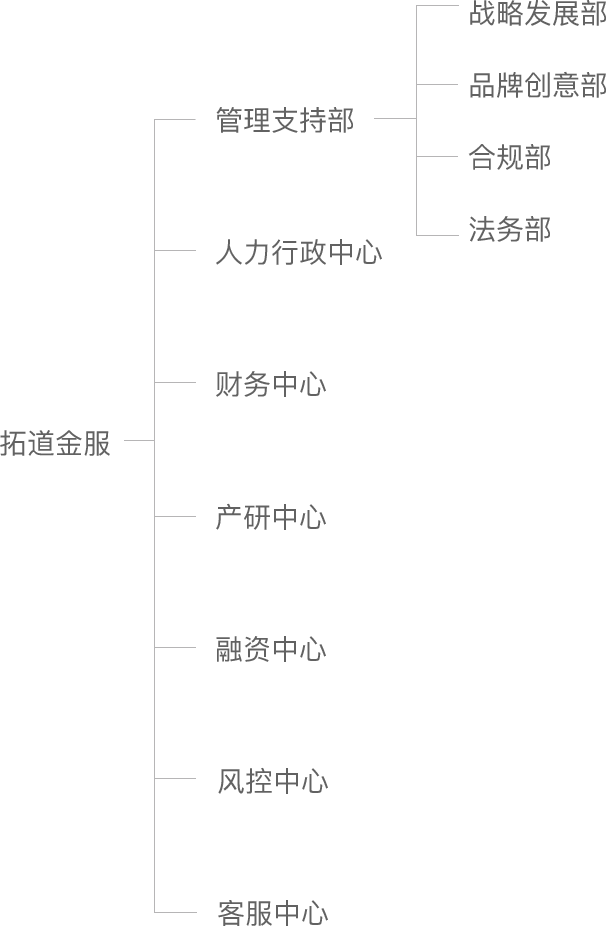 拓道金服
管理支持部
战略发展部
品牌创意部
合规部
法务部
人力行政中心
财务中心
产研中心
融资中心
风控中心
客服中心